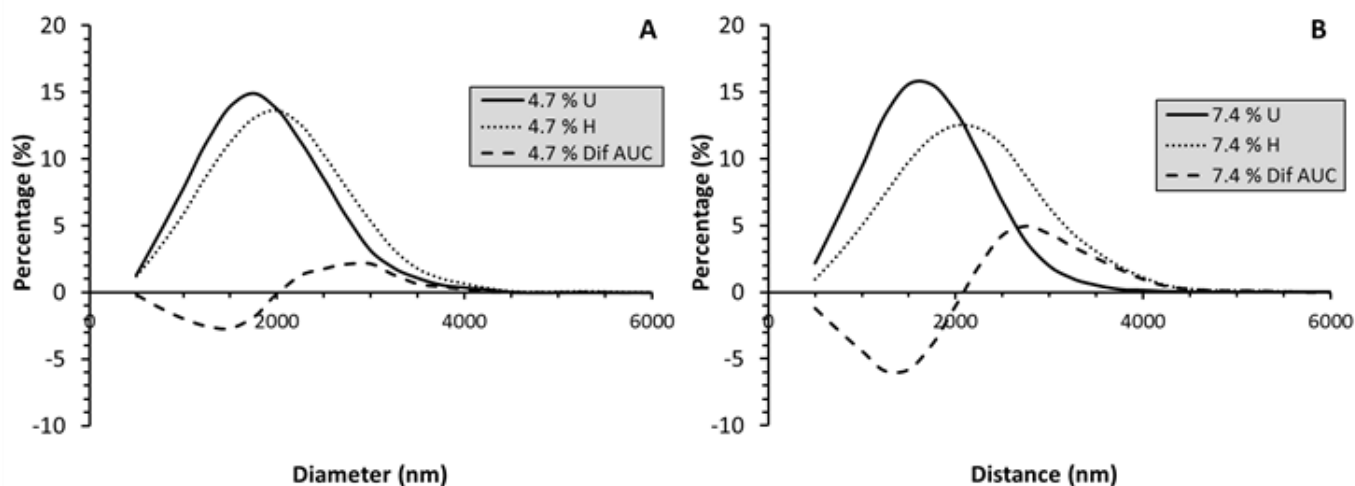 A
20
15
10
5
0
-5
-10
Percentage (%)
4.7 % U
4.7 % H
4.7 % Dif AUC
0
2000
4000
6000
Diameter (nm)
B
20
15
10
5
0
-5
-10
Percentage (%)
7.4 % U
7.4 % H
7.4 % Dif AUC
0
2000
4000
6000
Distance (nm)